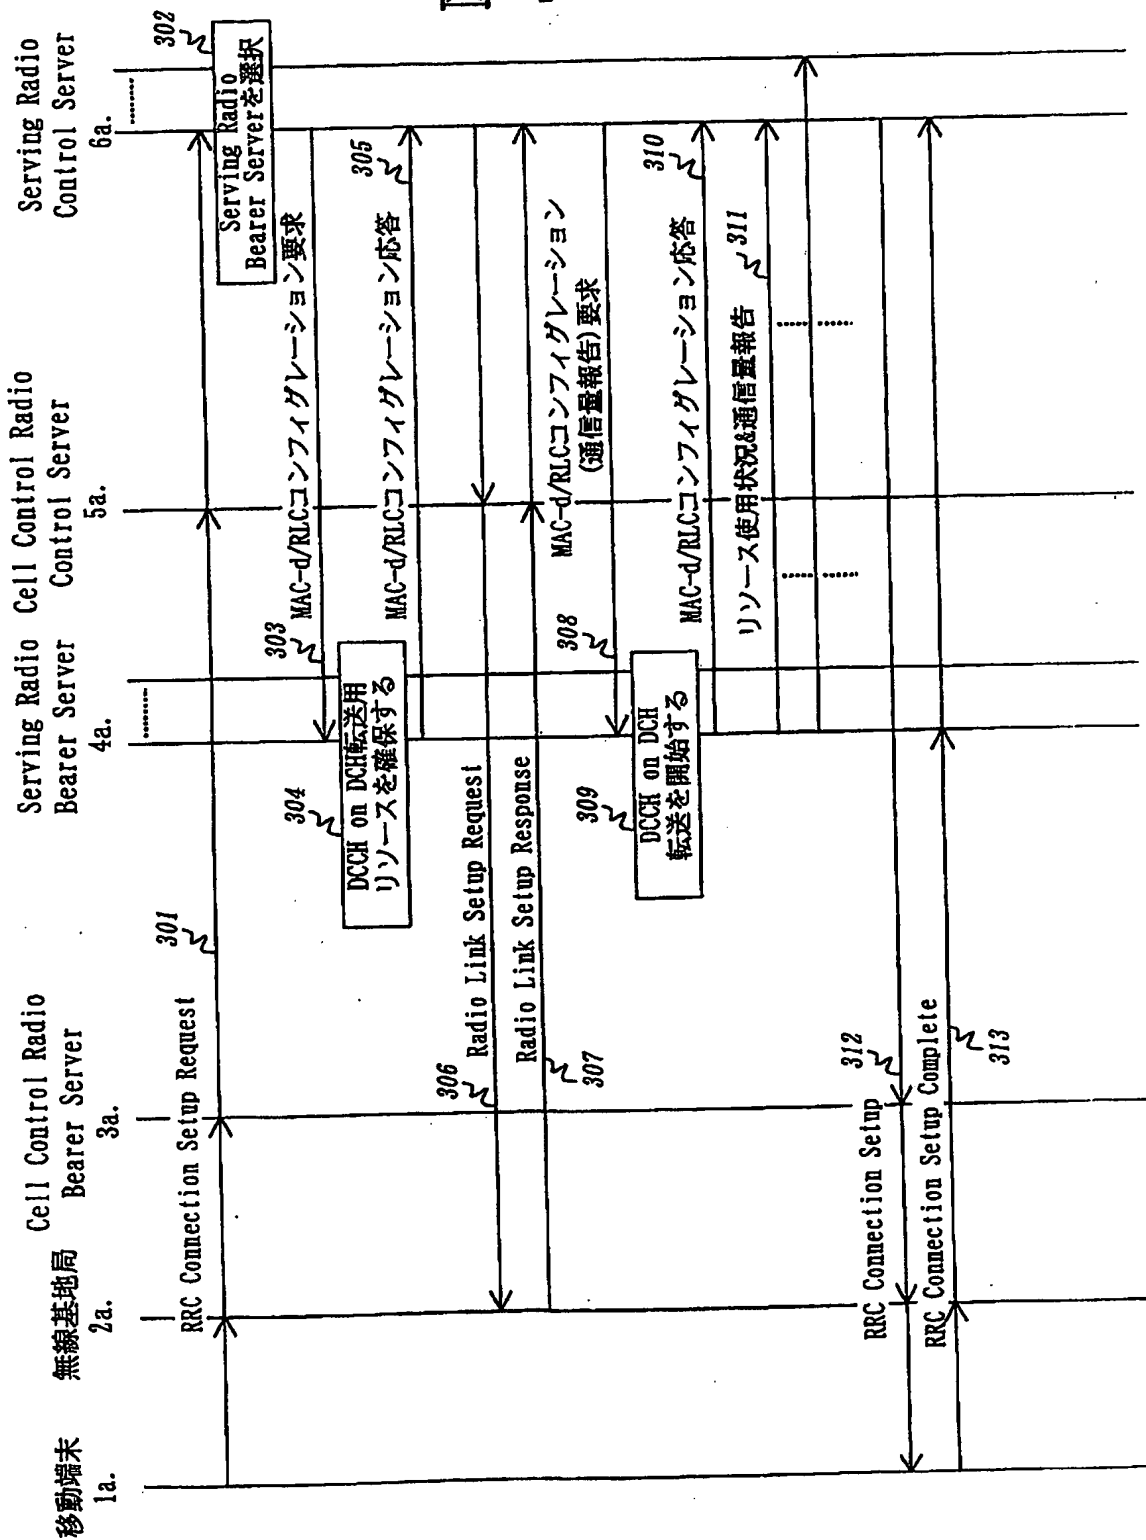 移動端末
1a.
無線基地局
2a.
Cell Control Radio
Bearer Server
3a.
Serving Radio
Bearer Server
4a.
Cell Control Radio
Control Server
5a.
Serving Radio
Control Server
6a.
RRC Connection Setup Request
301
302
Serving Radio
Bearer Serverを選択
MAC-d/RLCコンフィグレーション要求
303
304
DCCH on DCH転送用
リソースを確保する
MAC-d/RLCコンフィグレーション応答
305
306
Radio Link Setup Request
Radio Link Setup Response
307
MAC-d/RLCコンフィグレーション
(通信量報告)要求
308
309
DCCH on DCH
転送を開始する
MAC-d/RLCコンフィグレーション応答
310
リソース使用状況&通信量報告
311
RRC Connection Setup
312
RRC Connection Setup Complete
313